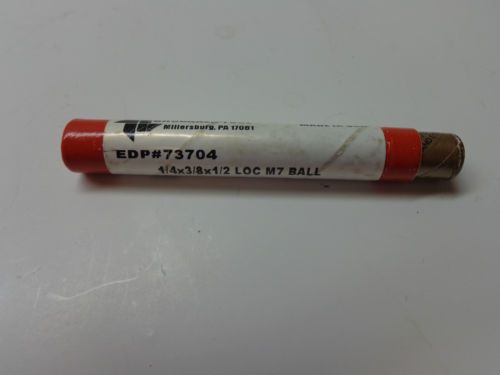 Millersburg, PA 17061
EDP#73704
1/4x3/8x1/2 LOC M7 BALL